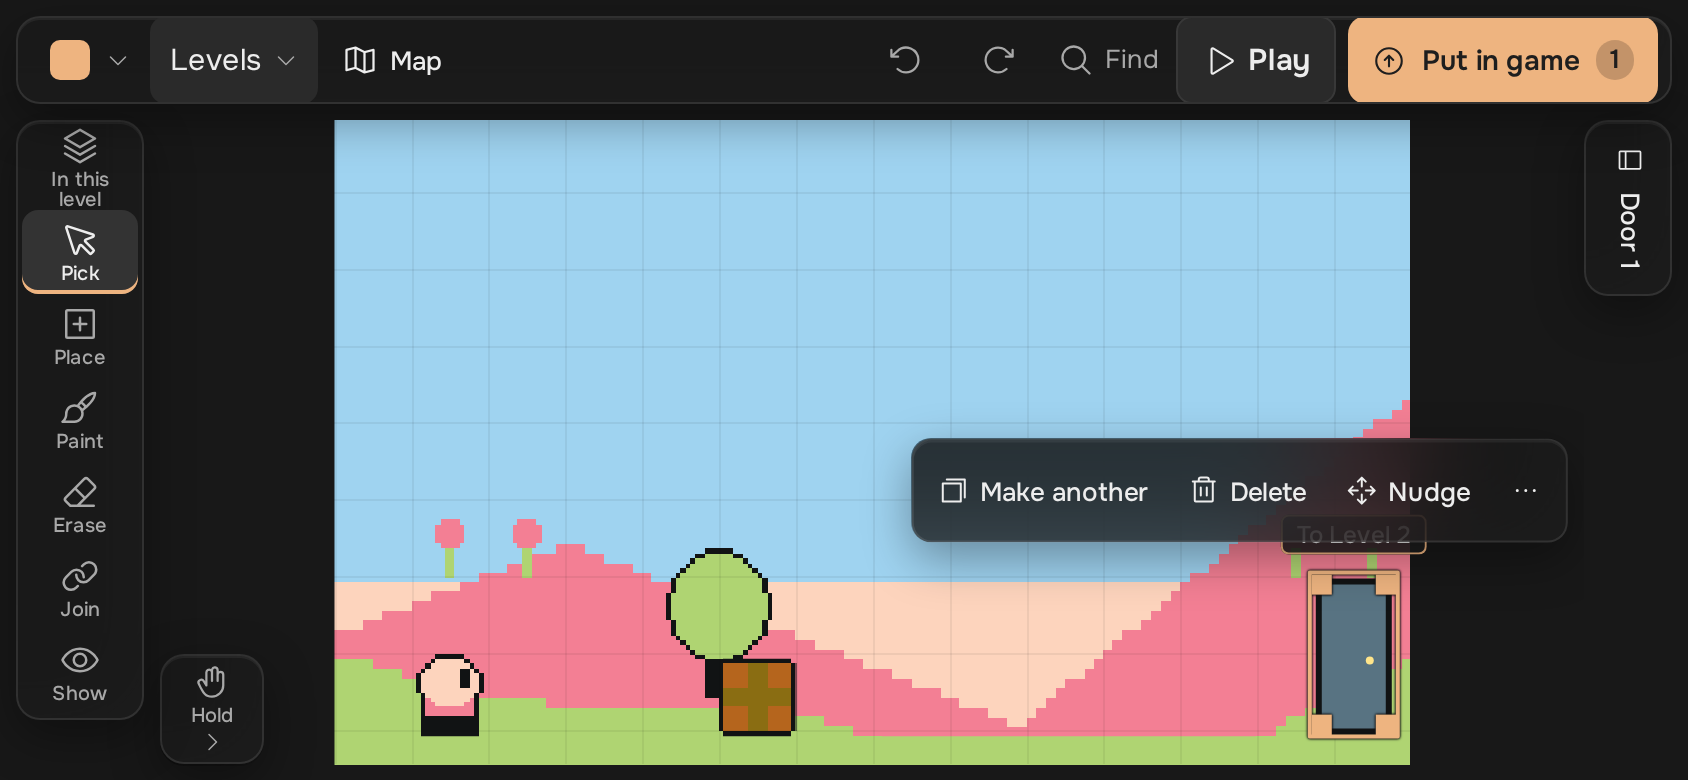 Levels
Map
Find
Play
Put in game 1
In this
level
Pick
Place
Paint
Erase
Join
Show
Hold
Door 1
Make another
Delete
Nudge
To Level 2